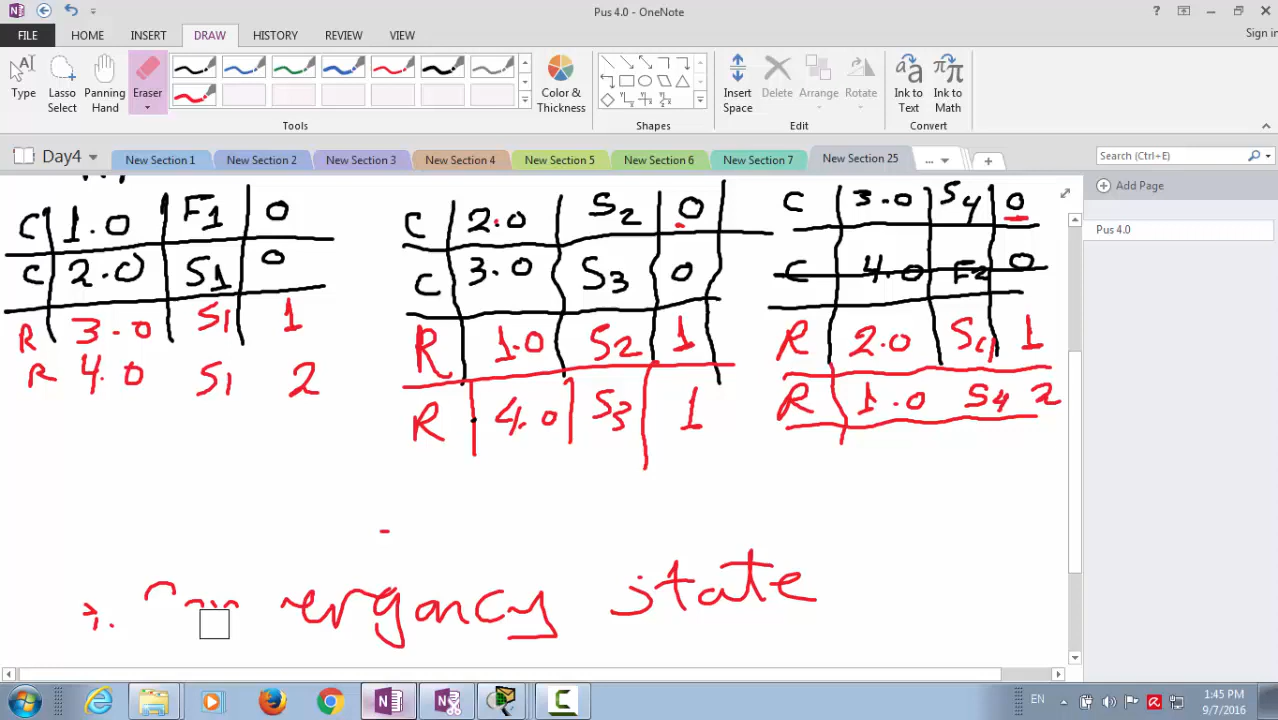 Pus 4.0 - OneNote
FILE HOME INSERT DRAW HISTORY REVIEW VIEW Sign in
Type Lasso Select Panning Hand Eraser Color & Thickness Insert Space Delete Arrange Rotate Ink to Text Ink to Math
Tools Shapes Edit Convert
Day4 New Section 1 New Section 2 New Section 3 New Section 4 New Section 5 New Section 6 New Section 7 New Section 25 ... Search (Ctrl+E)
Add Page
Pus 4.0
C 1.0 F1 0
C 2.0 S1 0
R 3.0 S1 1
R 4.0 S1 2
C 2.0 S2 0
C 3.0 S3 0
R 1.0 S2 1
R 4.0 S3 1
C 3.0 S4 0
C 4.0 F2 0
R 2.0 S4 1
R 1.0 S4 2
ergancy state
EN
1:45 PM
9/7/2016